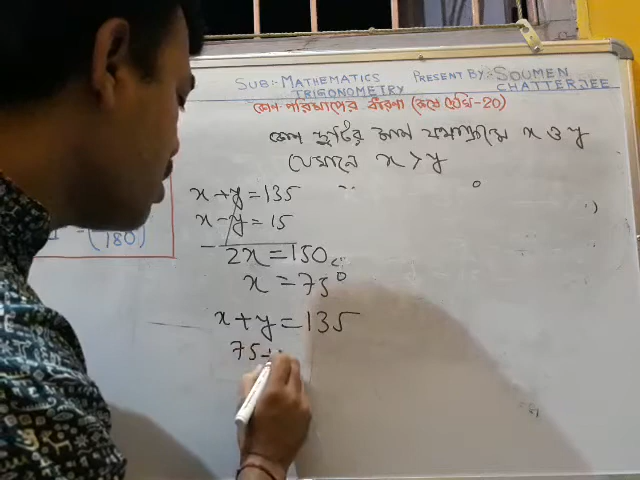 SUB:- MATHEMATICS PRESENT BY:- SOUMEN
TRIGONOMETRY CHATTERJEE
কোণ পরিমাপের ধারণা (কষে দেখি-20)
কোণ দুটির মান যথাক্রমে x ও y
যেখানে x > y
x + y = 135
x - y = 15
2x = 150
x = 75°
x + y = 135
75 +
(180)